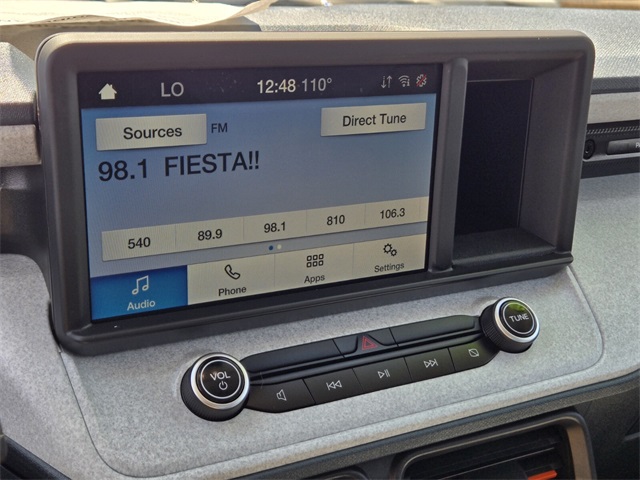 LO 12:48 110°
Sources FM Direct Tune
98.1 FIESTA!!
540 89.9 98.1 810 106.3
Audio Phone Apps Settings
VOL TUNE